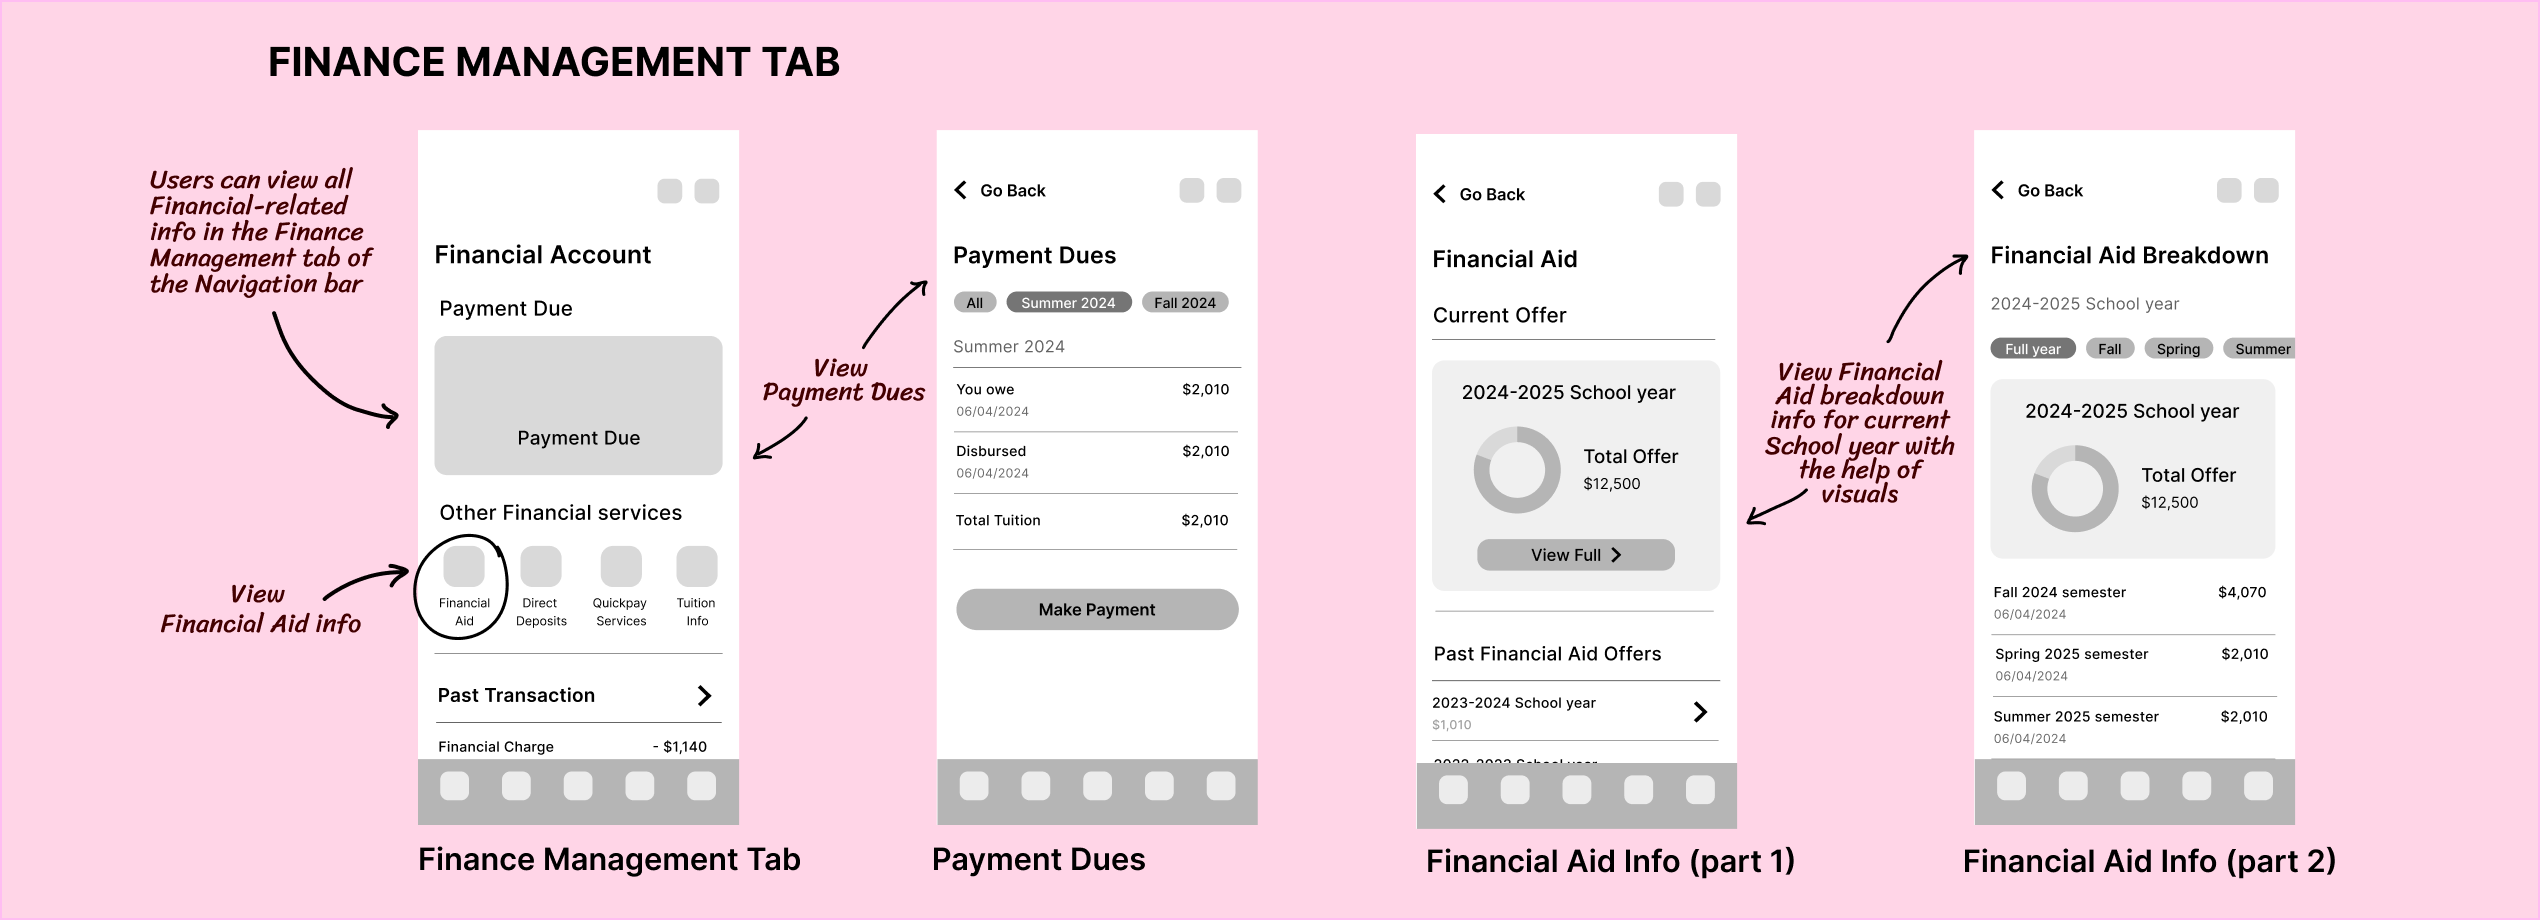 FINANCE MANAGEMENT TAB
Users can view all
Financial-related
info in the Finance
Management tab of
the Navigation bar
View
Financial Aid info
Financial Account
Payment Due
Payment Due
Other Financial services
Financial
Aid
Direct
Deposits
Quickpay
Services
Tuition
Info
Past Transaction
Financial Charge
- $1,140
Finance Management Tab
View
Payment Dues
Go Back
Payment Dues
All
Summer 2024
Fall 2024
Summer 2024
You owe
$2,010
06/04/2024
Disbursed
$2,010
06/04/2024
Total Tuition
$2,010
Make Payment
Payment Dues
Go Back
Financial Aid
Current Offer
2024-2025 School year
Total Offer
$12,500
View Full
Past Financial Aid Offers
2023-2024 School year
$1,010
Financial Aid Info (part 1)
View Financial
Aid breakdown
info for current
School year with
the help of
visuals
Go Back
Financial Aid Breakdown
2024-2025 School year
Full year
Fall
Spring
Summer
2024-2025 School year
Total Offer
$12,500
Fall 2024 semester
$4,070
06/04/2024
Spring 2025 semester
$2,010
06/04/2024
Summer 2025 semester
$2,010
06/04/2024
Financial Aid Info (part 2)